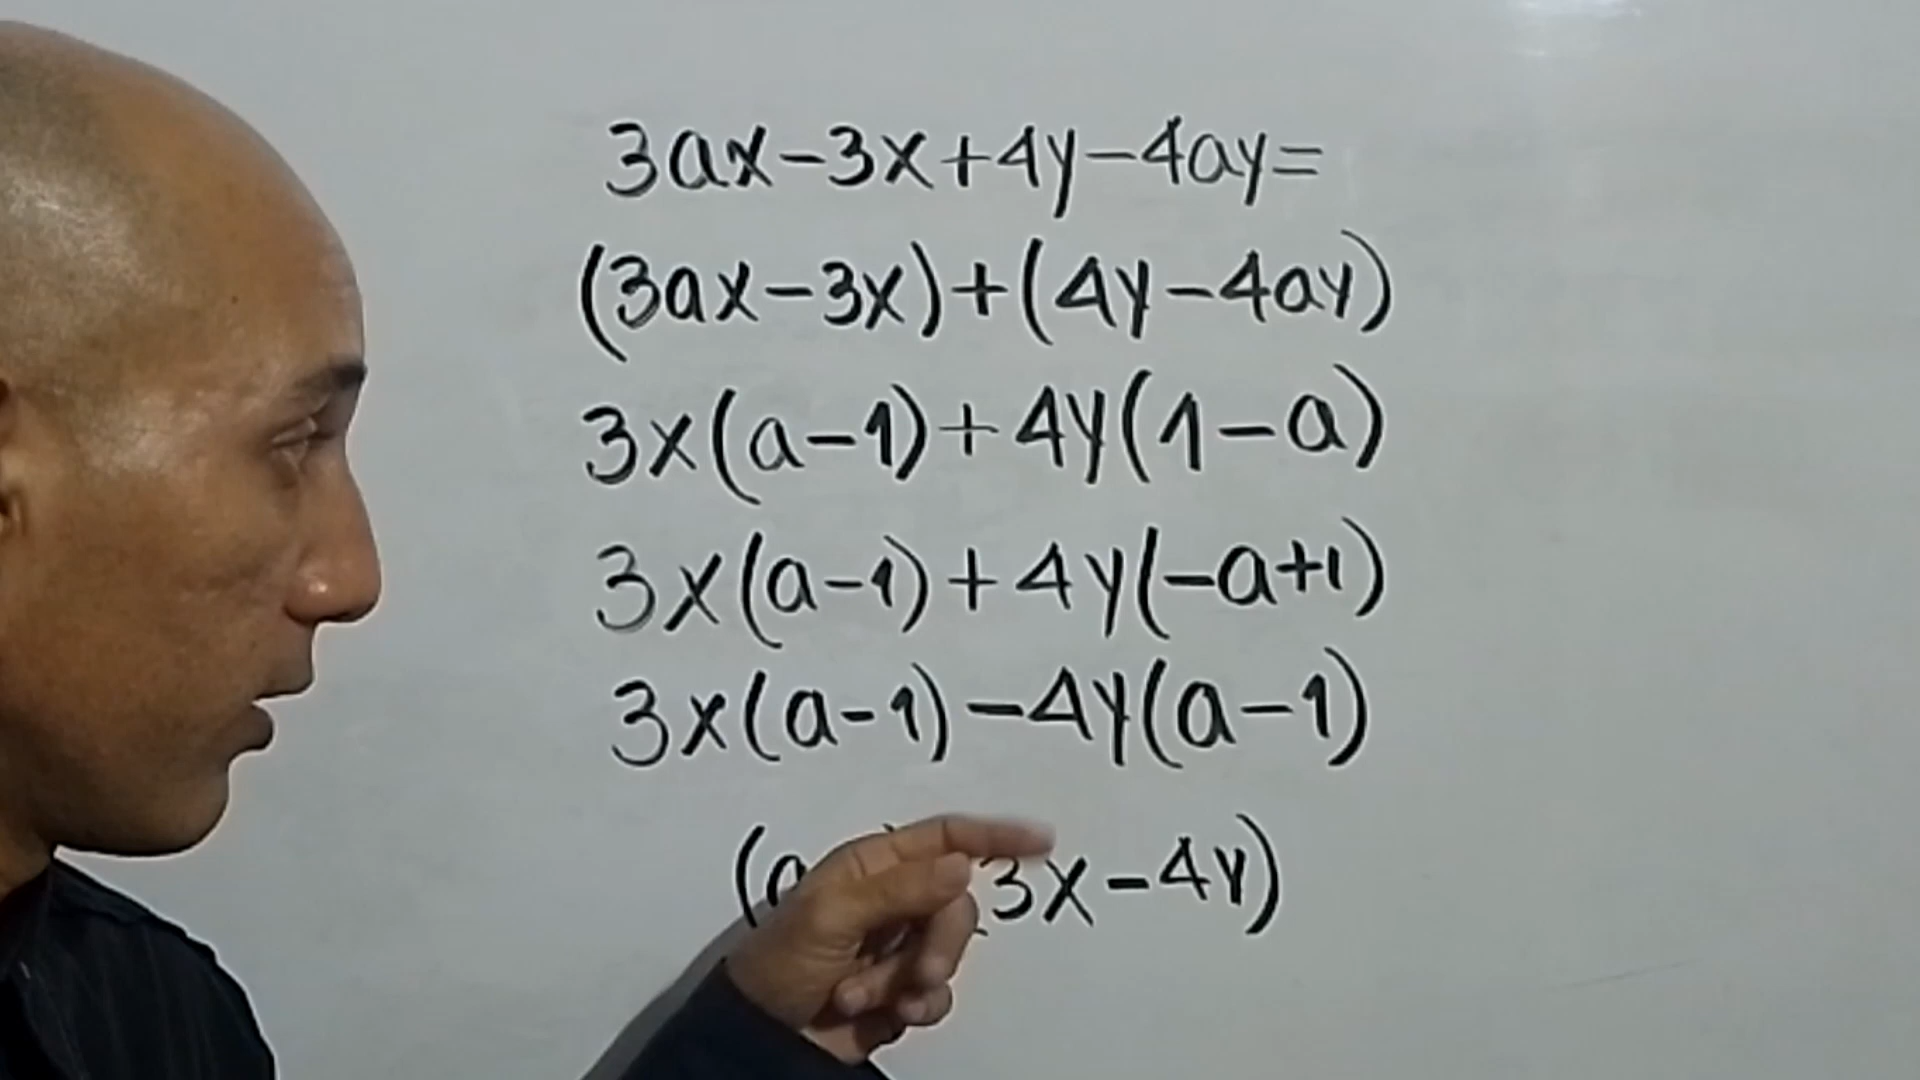 3ax-3x+4y-4ay=
(3ax-3x)+(4y-4ay)
3x(a-1)+4y(1-a)
3x(a-1)+4y(-a+1)
3x(a-1)-4y(a-1)
(a (3x-4y)